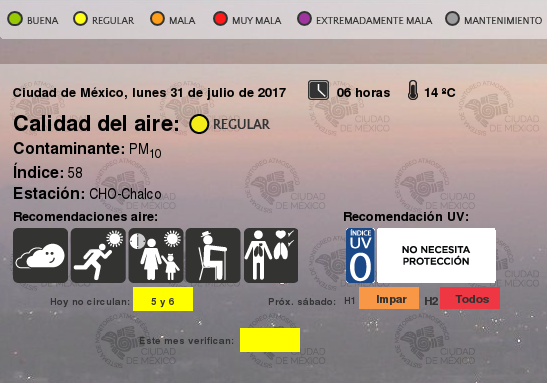 BUENA REGULAR MALA MUY MALA EXTREMADAMENTE MALA MANTENIMIENTO
Ciudad de México, lunes 31 de julio de 2017 06 horas 14 ºC
Calidad del aire: REGULAR
Contaminante: PM10
Índice: 58
Estación: CHO-Chalco
Recomendaciones aire: Recomendación UV:
ÍNDICE
UV
0
NO NECESITA
PROTECCIÓN
Hoy no circulan: 5 y 6 Próx. sábado: H1 Impar H2 Todos
Este mes verifican:
CIUDAD
DE MÉXICO